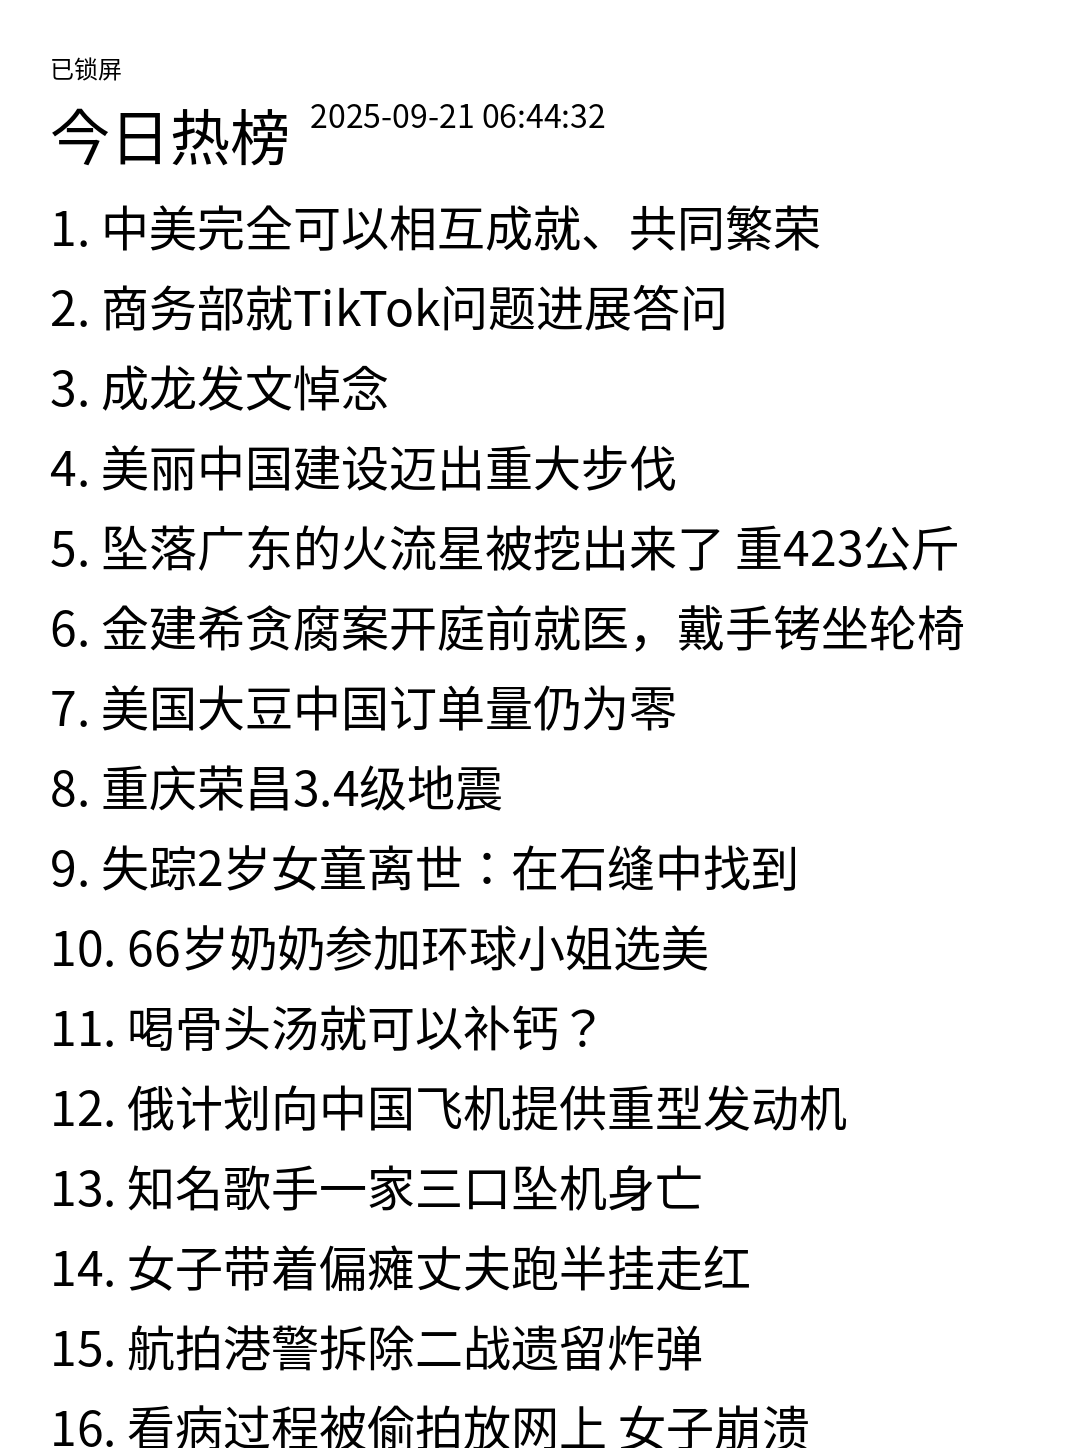 已锁屏
今日热榜 2025-09-21 06:44:32
1. 中美完全可以相互成就、共同繁荣
2. 商务部就TikTok问题进展答问
3. 成龙发文悼念
4. 美丽中国建设迈出重大步伐
5. 坠落广东的火流星被挖出来了 重423公斤
6. 金建希贪腐案开庭前就医，戴手铐坐轮椅
7. 美国大豆中国订单量仍为零
8. 重庆荣昌3.4级地震
9. 失踪2岁女童离世：在石缝中找到
10. 66岁奶奶参加环球小姐选美
11. 喝骨头汤就可以补钙？
12. 俄计划向中国飞机提供重型发动机
13. 知名歌手一家三口坠机身亡
14. 女子带着偏瘫丈夫跑半挂走红
15. 航拍港警拆除二战遗留炸弹
16. 看病过程被偷拍放网上 女子崩溃